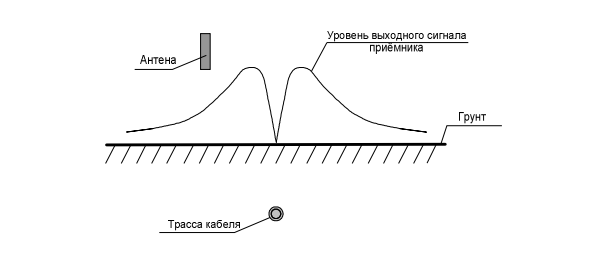 Уровень выходного сигнала
приёмника
Антена
Грунт
Трасса кабеля